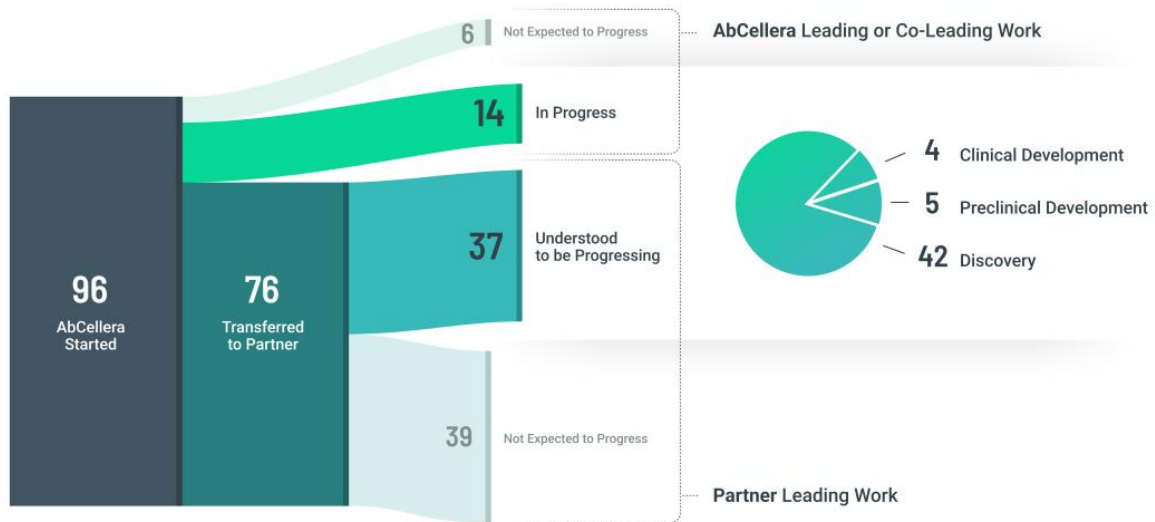 6
Not Expected to Progress
AbCellera Leading or Co-Leading Work
14
In Progress
4
Clinical Development
5
Preclinical Development
42
Discovery
37
Understood
to be Progressing
96
AbCellera
Started
76
Transferred
to Partner
39
Not Expected to Progress
Partner Leading Work